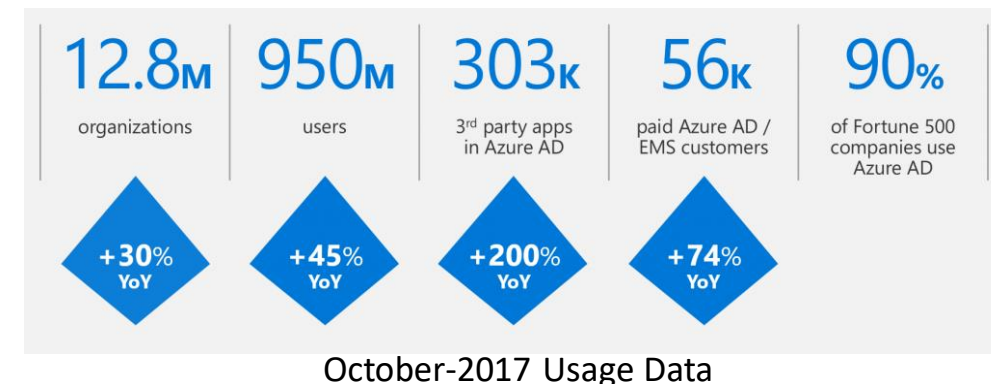 12.8M
organizations
+30%
YoY
950M
users
+45%
YoY
303K
3rd party apps
in Azure AD
+200%
YoY
56K
paid Azure AD /
EMS customers
+74%
YoY
90%
of Fortune 500
companies use
Azure AD
October-2017 Usage Data